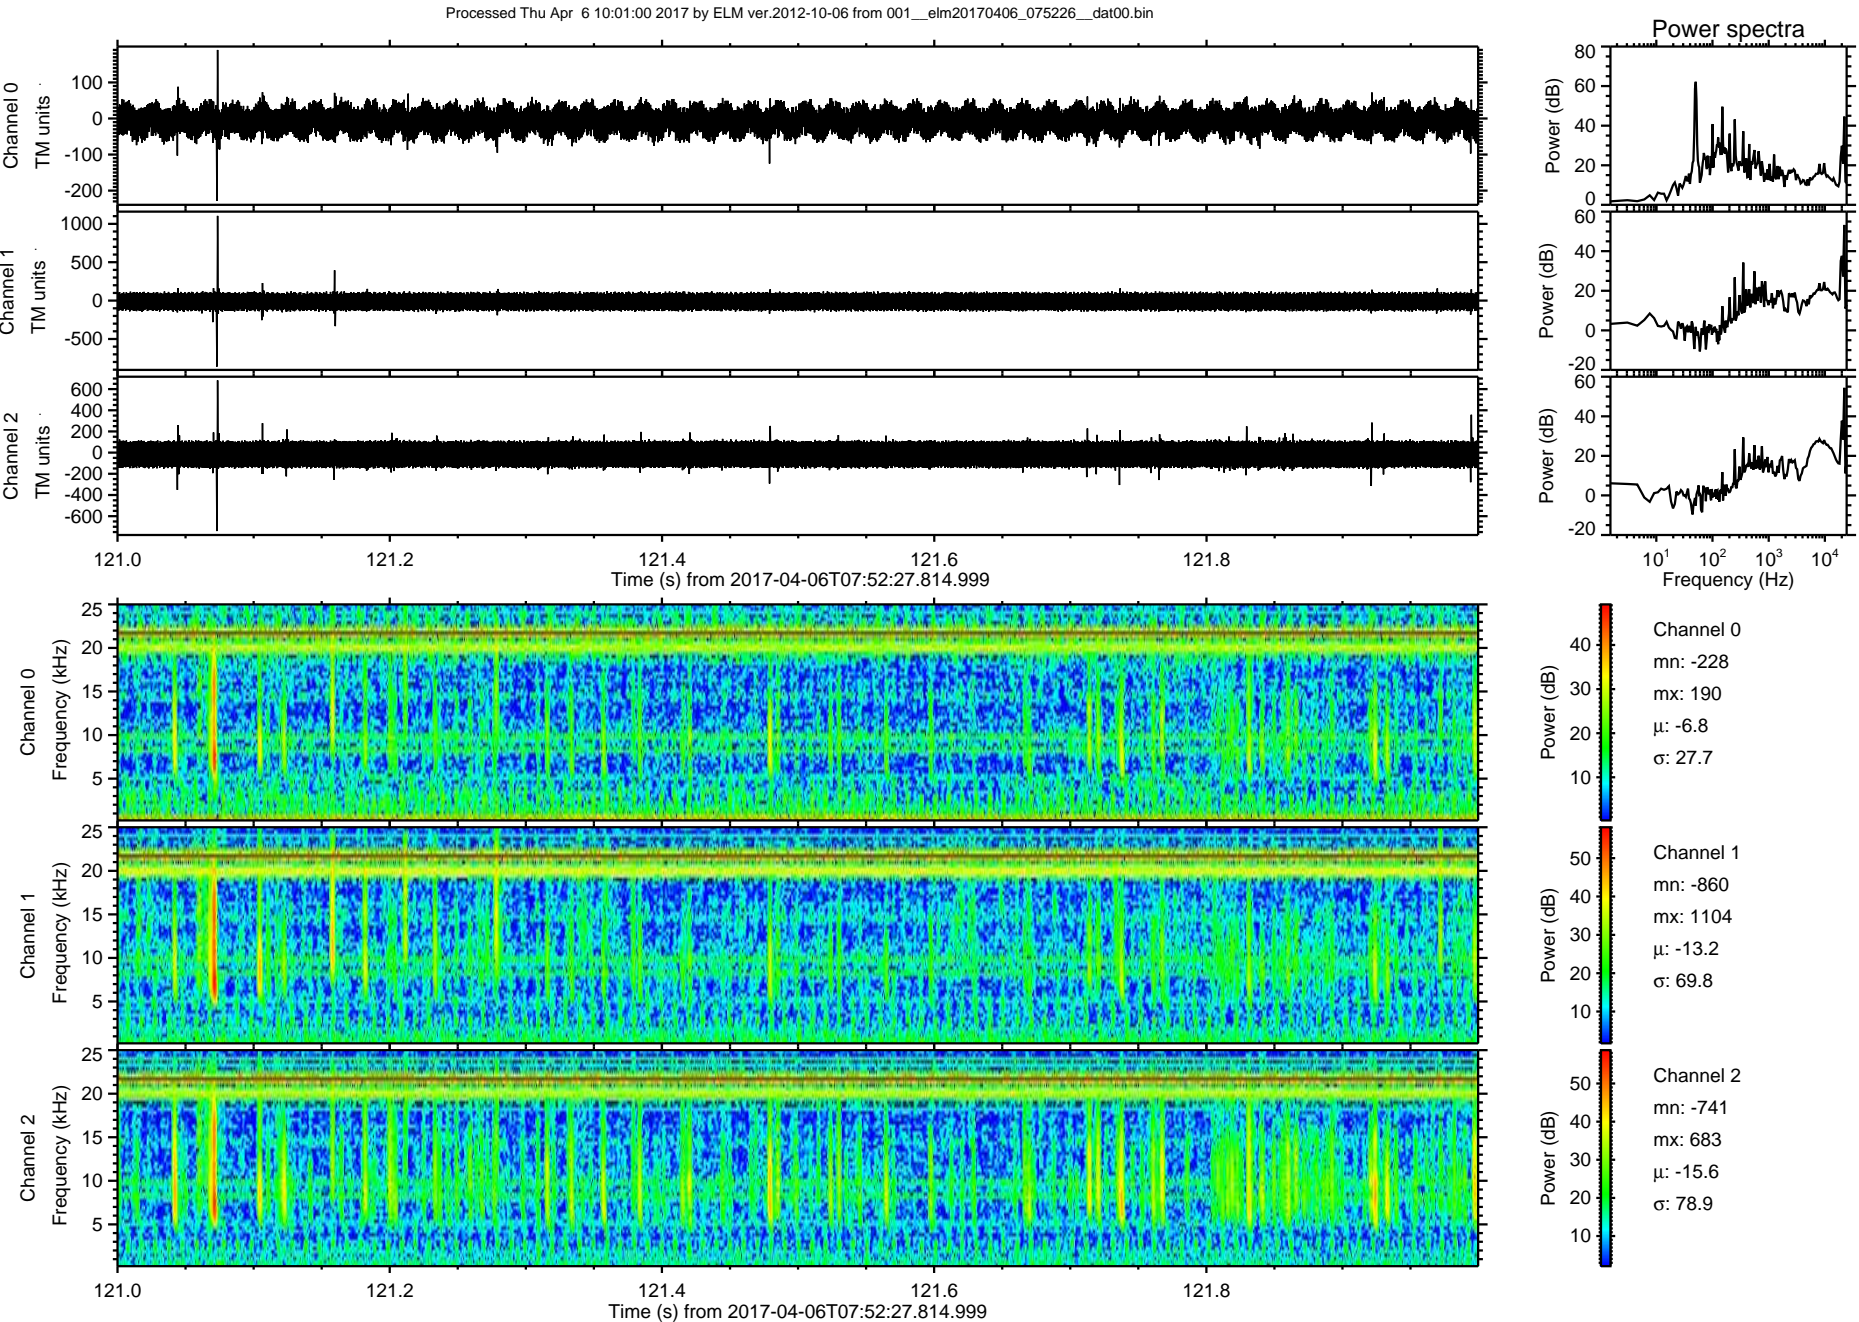 Processed Thu Apr  6 10:01:00 2017 by ELM ver.2012-10-06 from 001__elm20170406_075226__dat00.bin
Power spectra
Channel 0
TM units
100
0
-100
-200
Power (dB)
80
60
40
20
0
Channel 1
TM units
1000
500
0
-500
Power (dB)
60
40
20
0
-20
Channel 2
TM units
600
400
200
0
-200
-400
-600
Power (dB)
60
40
20
0
-20
121.0 121.2 121.4 121.6 121.8
Time (s) from 2017-04-06T07:52:27.814.999
10^1 10^2 10^3 10^4
Frequency (Hz)
Channel 0
Frequency (kHz)
25
20
15
10
5
Power (dB)
40
30
20
10
Channel 0
mn: -228
mx: 190
μ: -6.8
σ: 27.7
Channel 1
Frequency (kHz)
25
20
15
10
5
Power (dB)
50
40
30
20
10
Channel 1
mn: -860
mx: 1104
μ: -13.2
σ: 69.8
Channel 2
Frequency (kHz)
25
20
15
10
5
Power (dB)
50
40
30
20
10
Channel 2
mn: -741
mx: 683
μ: -15.6
σ: 78.9
121.0 121.2 121.4 121.6 121.8
Time (s) from 2017-04-06T07:52:27.814.999